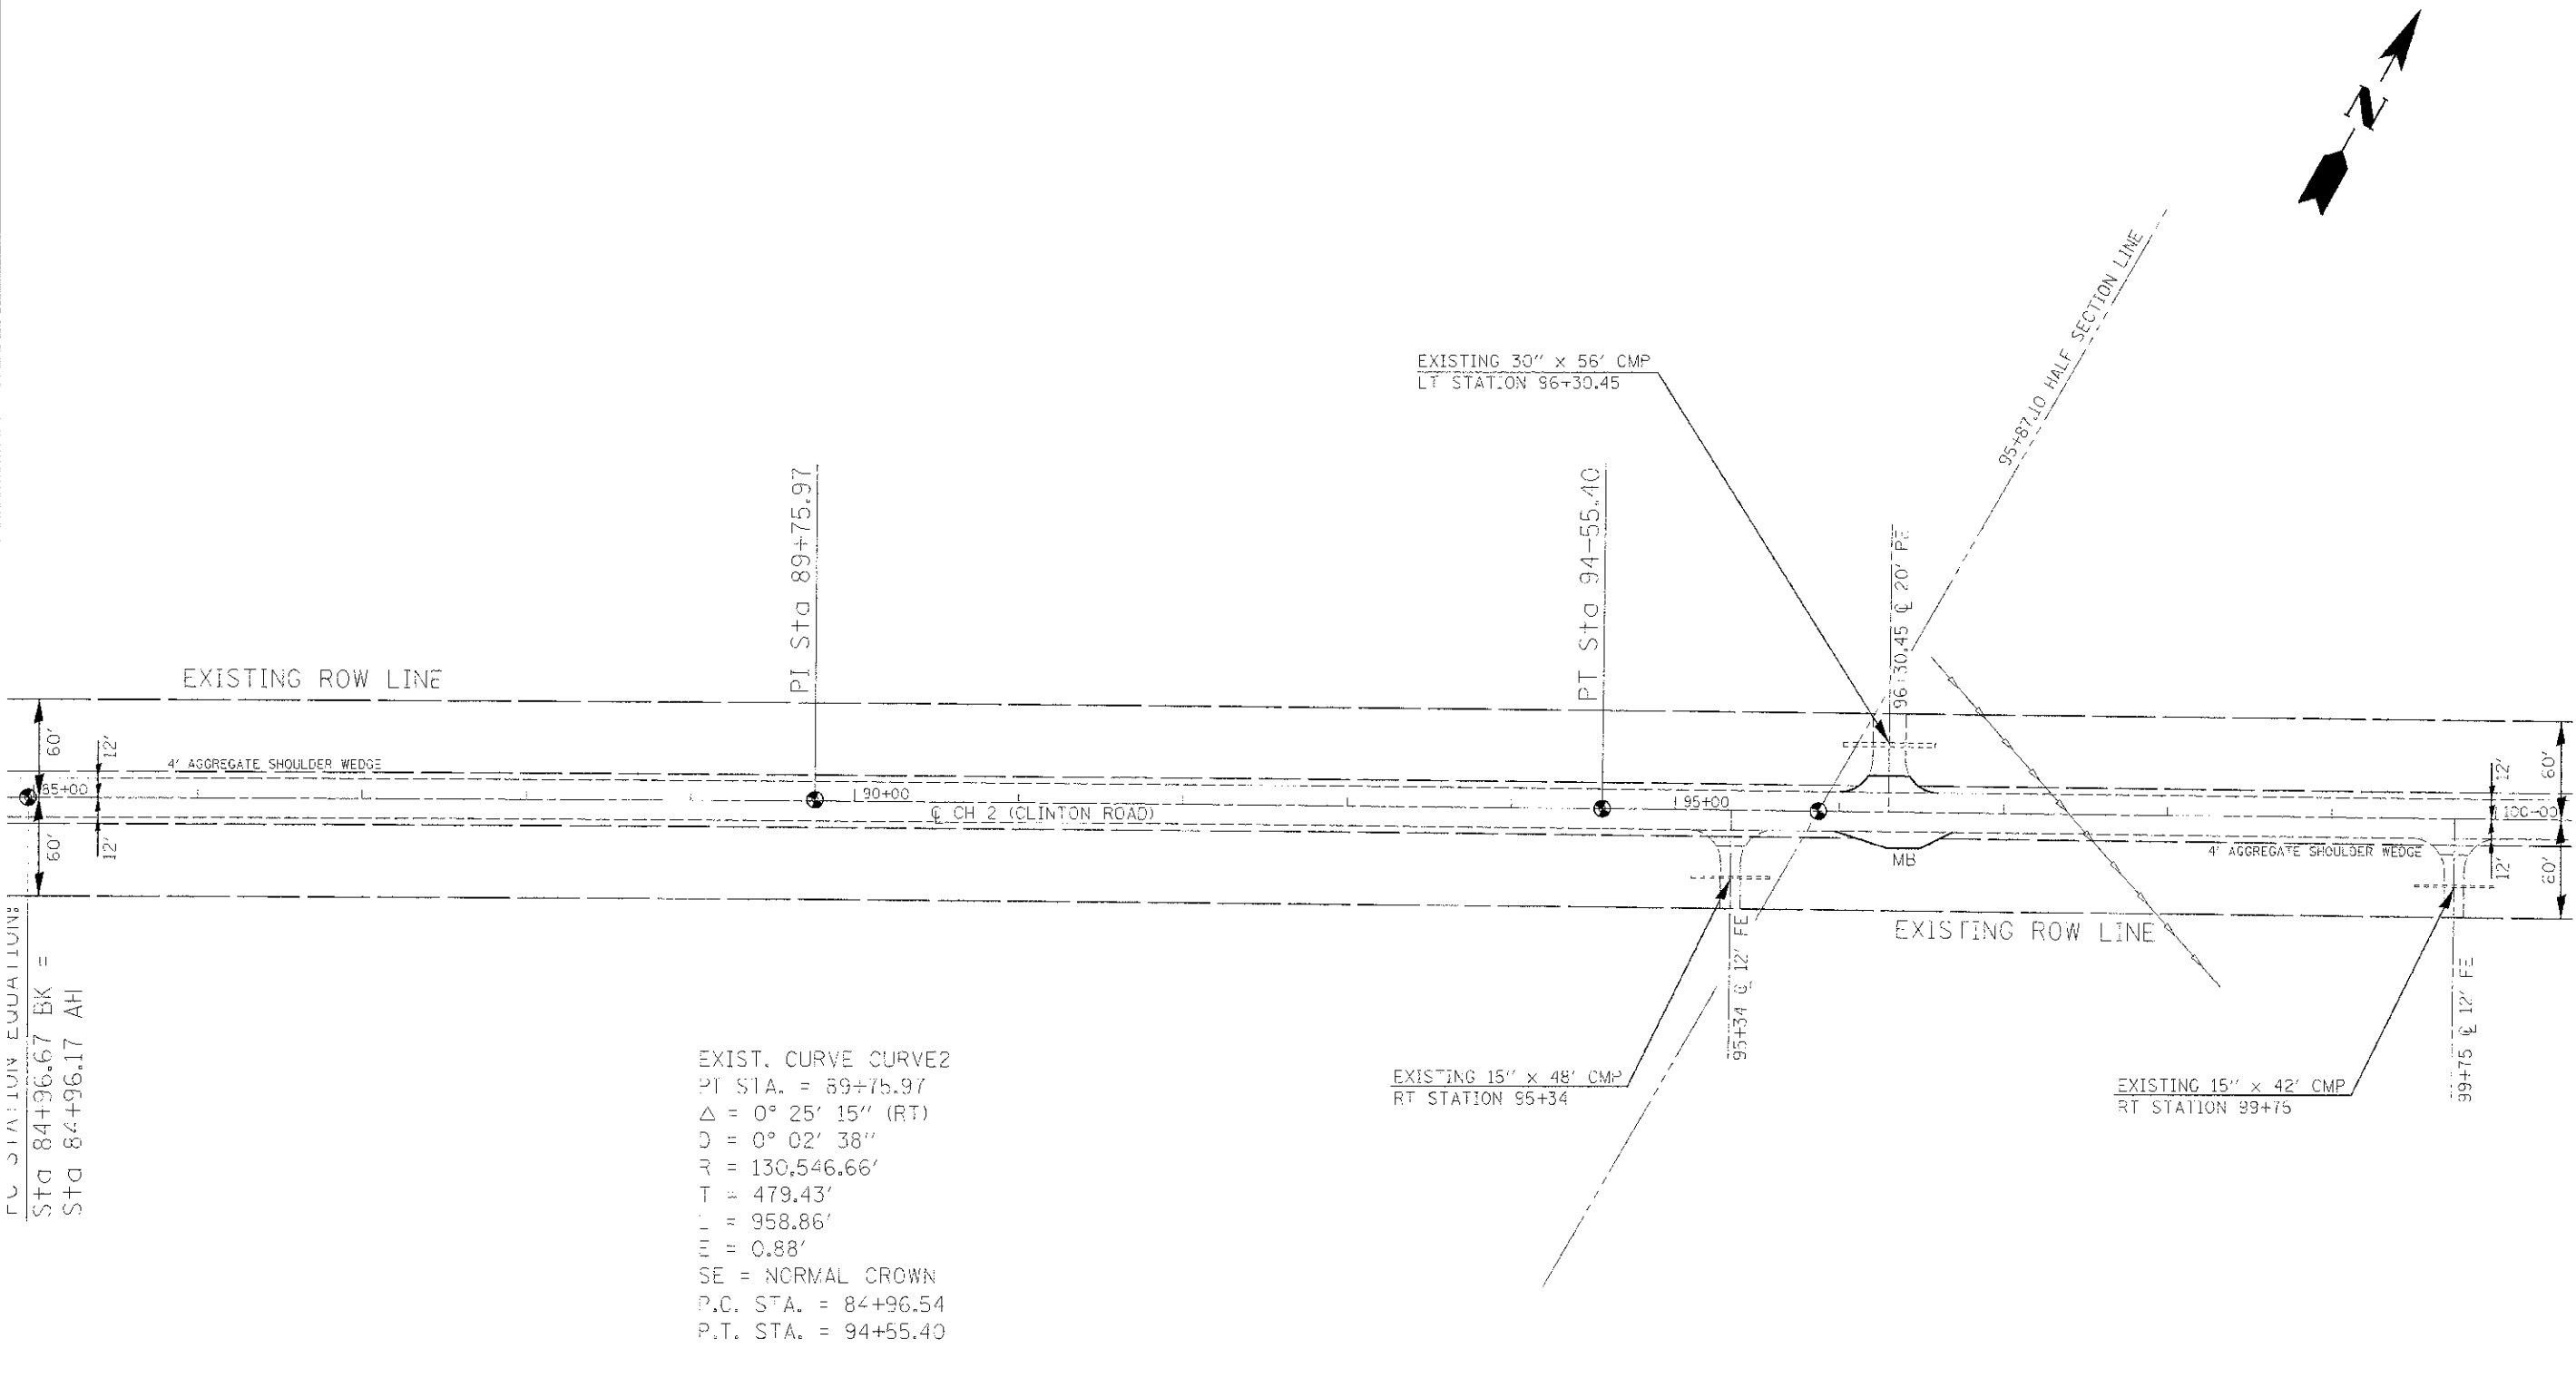 N
95+87.10 HALF SECTION LINE
EXISTING 30" x 56' CMP
LT STATION 96+30.45
PI Sta 89+75.97
PT Sta 94+55.40
96+30.45 ℄ 20' PE
EXISTING ROW LINE
60'
12'
4' AGGREGATE SHOULDER WEDGE
85+00
90+00
℄ CH 2 (CLINTON ROAD)
95+00
12'
60'
100+00
60'
12'
MB
4' AGGREGATE SHOULDER WEDGE
12'
60'
EXISTING ROW LINE
PC STATION EQUATION:
Sta 84+96.67 BK =
Sta 84+96.17 AH
95+34 ℄ 12' FE
99+75 ℄ 12' FE
EXISTING 15" x 48' CMP
RT STATION 95+34
EXISTING 15" x 42' CMP
RT STATION 99+75
EXIST. CURVE CURVE2
PI STA. = 89+75.97
Δ = 0° 25' 15" (RT)
D = 0° 02' 38"
R = 130,546.66'
T = 479.43'
L = 958.86'
E = 0.88'
SE = NORMAL CROWN
P.C. STA. = 84+96.54
P.T. STA. = 94+55.40